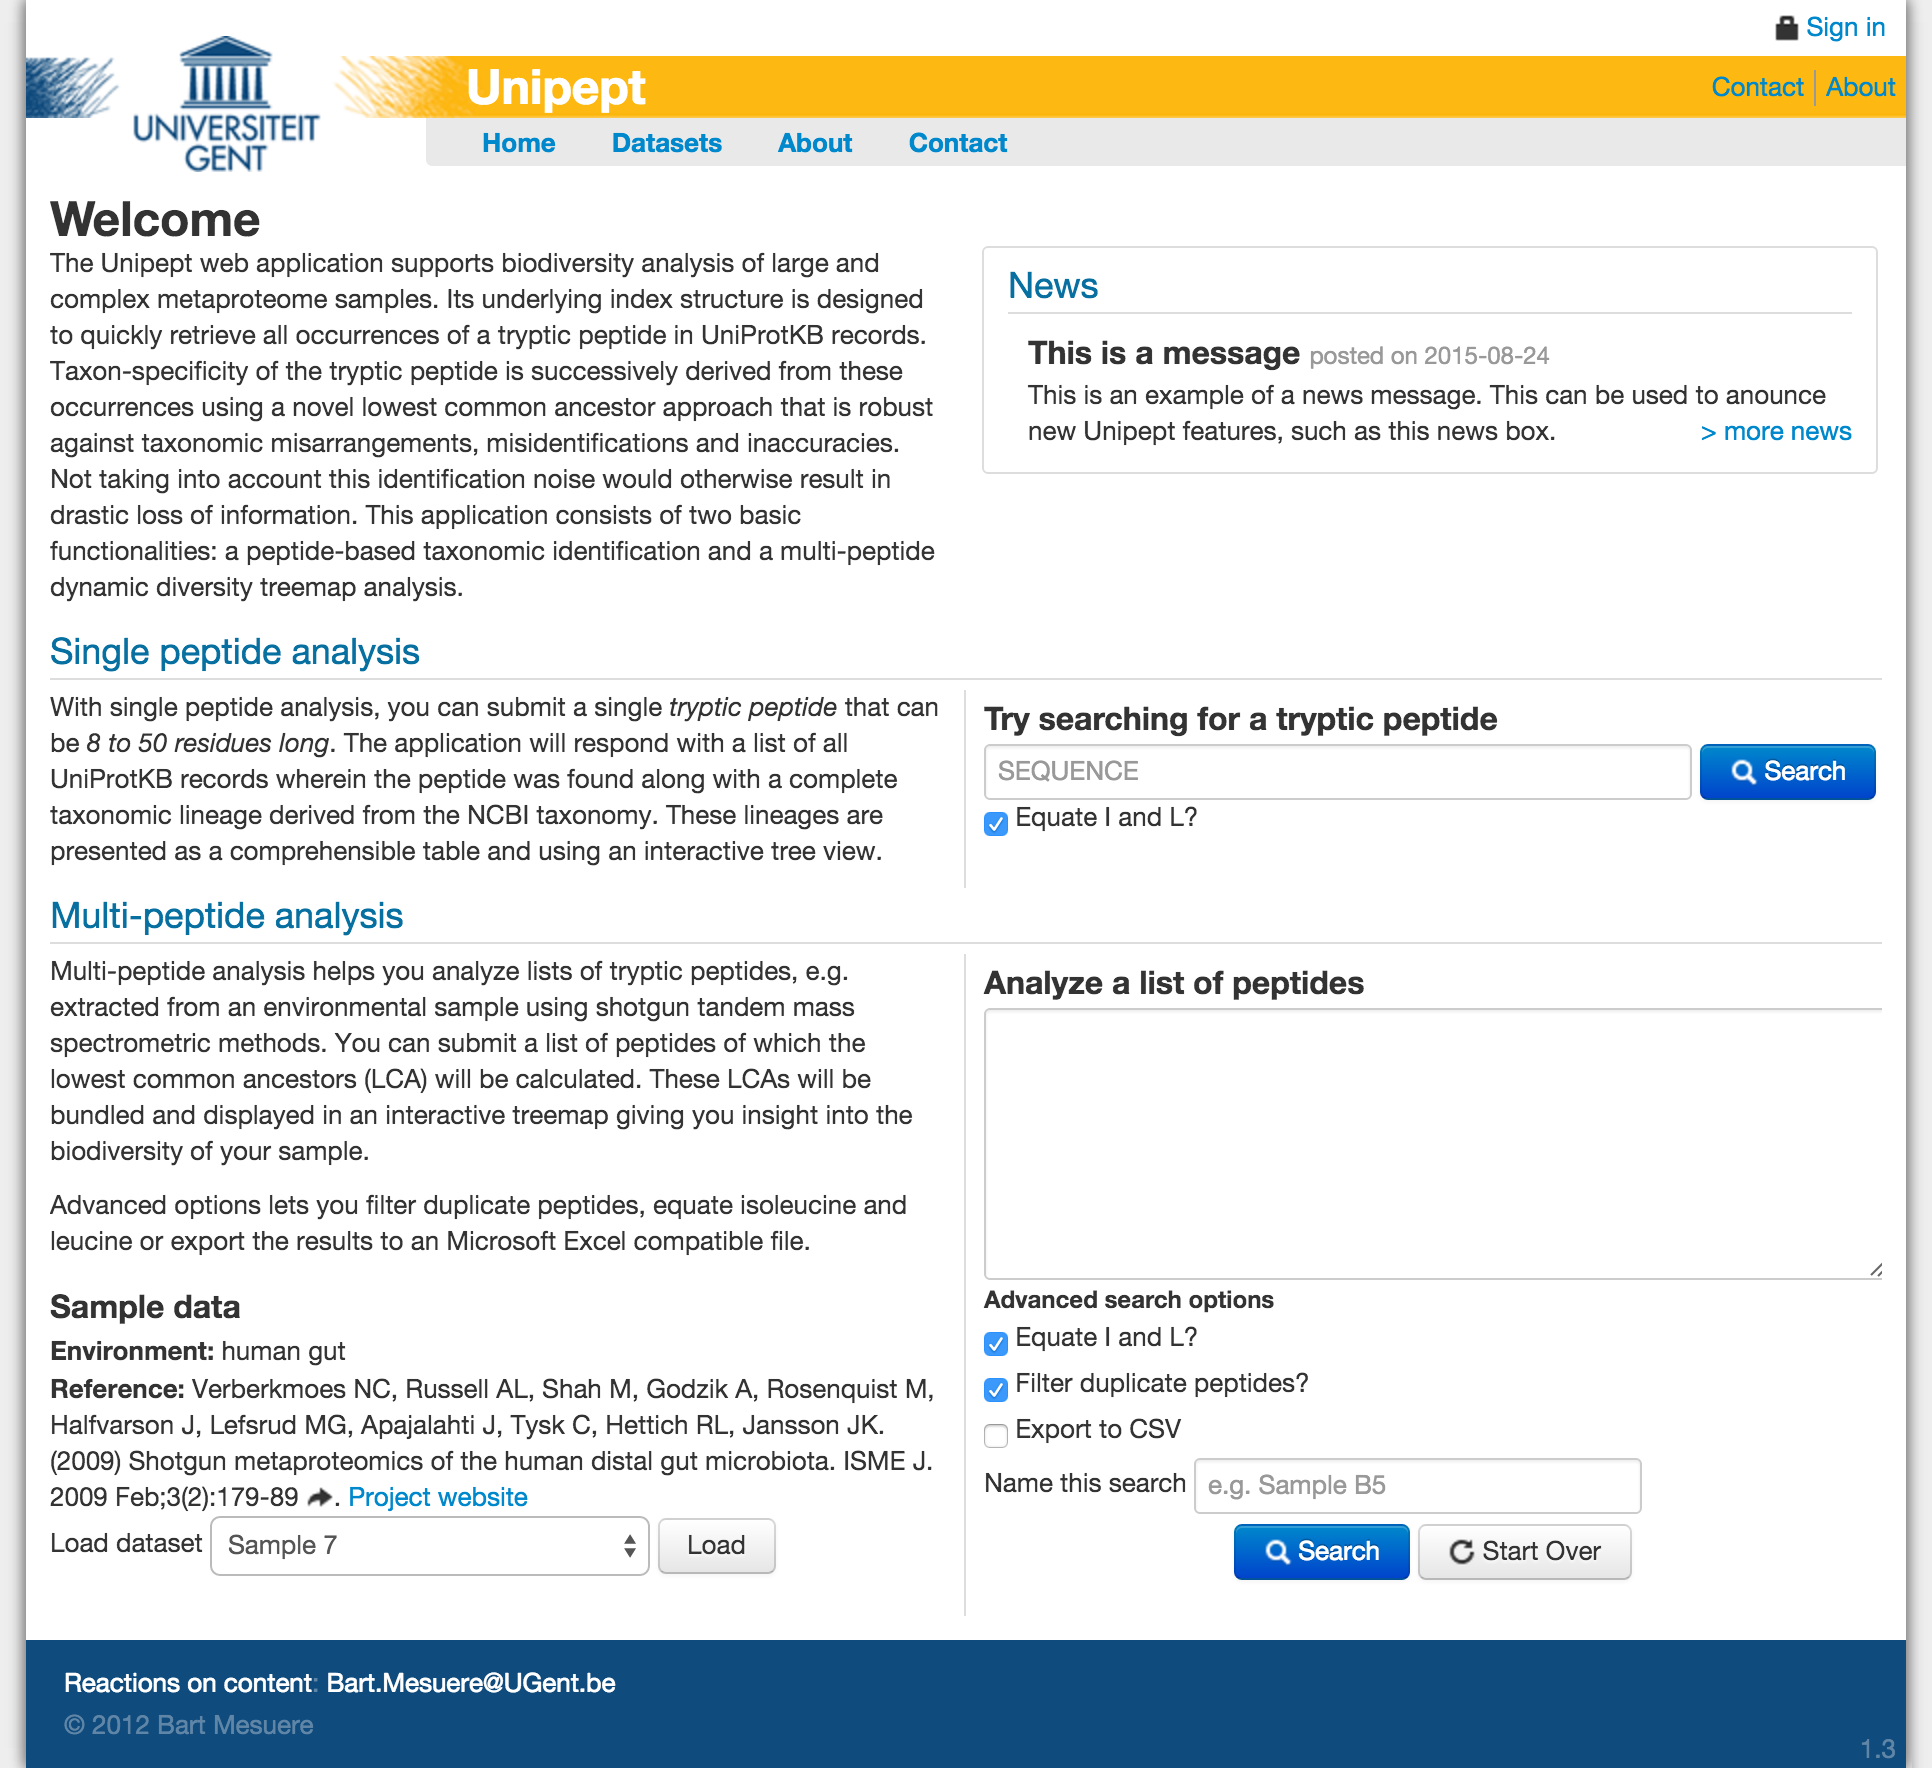 Sign in
UNIVERSITEIT
GENT
Unipept
Contact
About
Home
Datasets
About
Contact
Welcome
The Unipept web application supports biodiversity analysis of large and
complex metaproteome samples. Its underlying index structure is designed
to quickly retrieve all occurrences of a tryptic peptide in UniProtKB records.
Taxon-specificity of the tryptic peptide is successively derived from these
occurrences using a novel lowest common ancestor approach that is robust
against taxonomic misarrangements, misidentifications and inaccuracies.
Not taking into account this identification noise would otherwise result in
drastic loss of information. This application consists of two basic
functionalities: a peptide-based taxonomic identification and a multi-peptide
dynamic diversity treemap analysis.
News
This is a message posted on 2015-08-24
This is an example of a news message. This can be used to anounce
new Unipept features, such as this news box.
> more news
Single peptide analysis
With single peptide analysis, you can submit a single tryptic peptide that can
be 8 to 50 residues long. The application will respond with a list of all
UniProtKB records wherein the peptide was found along with a complete
taxonomic lineage derived from the NCBI taxonomy. These lineages are
presented as a comprehensible table and using an interactive tree view.
Try searching for a tryptic peptide
SEQUENCE
Search
Equate I and L?
Multi-peptide analysis
Multi-peptide analysis helps you analyze lists of tryptic peptides, e.g.
extracted from an environmental sample using shotgun tandem mass
spectrometric methods. You can submit a list of peptides of which the
lowest common ancestors (LCA) will be calculated. These LCAs will be
bundled and displayed in an interactive treemap giving you insight into the
biodiversity of your sample.
Advanced options lets you filter duplicate peptides, equate isoleucine and
leucine or export the results to an Microsoft Excel compatible file.
Sample data
Environment: human gut
Reference: Verberkmoes NC, Russell AL, Shah M, Godzik A, Rosenquist M,
Halfvarson J, Lefsrud MG, Apajalahti J, Tysk C, Hettich RL, Jansson JK.
(2009) Shotgun metaproteomics of the human distal gut microbiota. ISME J.
2009 Feb;3(2):179-89 . Project website
Load dataset
Sample 7
Load
Analyze a list of peptides
Advanced search options
Equate I and L?
Filter duplicate peptides?
Export to CSV
Name this search
e.g. Sample B5
Search
Start Over
Reactions on content: Bart.Mesuere@UGent.be
© 2012 Bart Mesuere
1.3